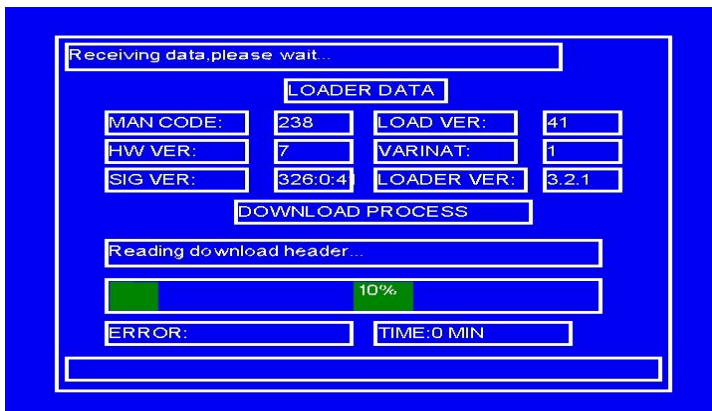 Receiving data,please wait...
LOADER DATA
MAN CODE: 238 LOAD VER: 41
HW VER: 7 VARINAT: 1
SIG VER: 326:0:4 LOADER VER: 3.2.1
DOWNLOAD PROCESS
Reading download header...
10%
ERROR: TIME:0 MIN